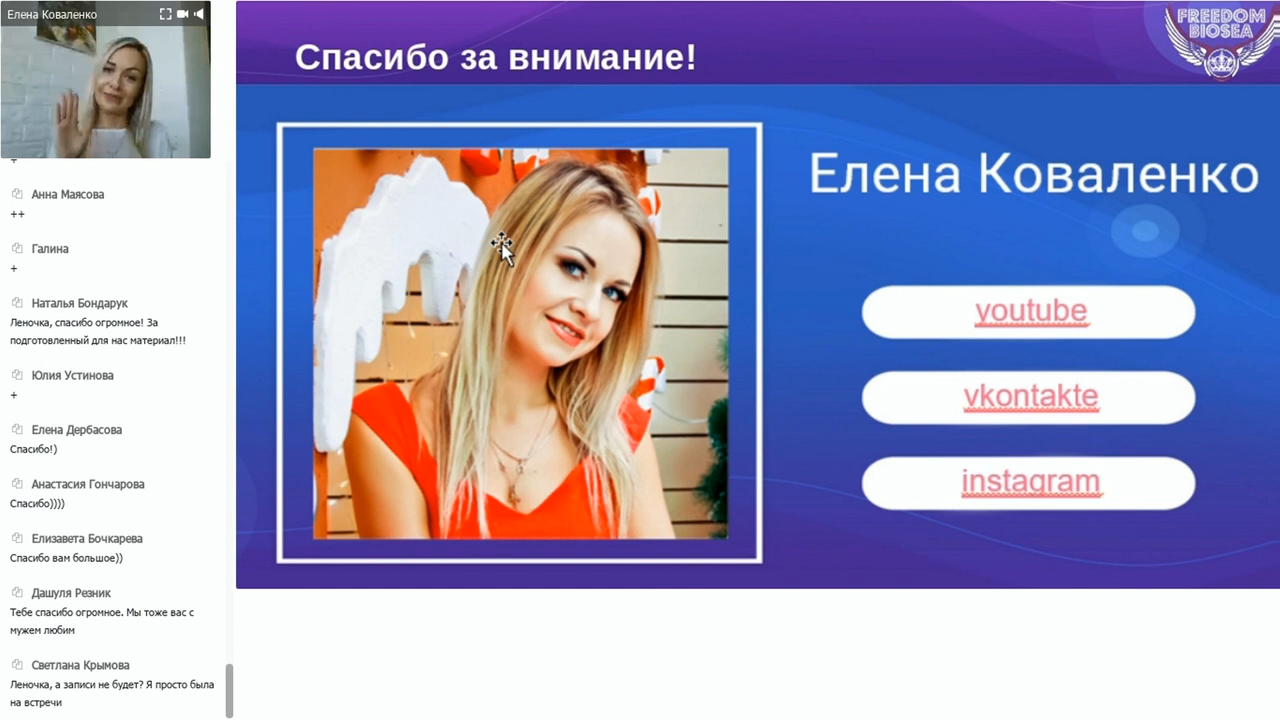 Елена Коваленко
+
Анна Маясова
++
Галина
+
Наталья Бондарук
Леночка, спасибо огромное! За
подготовленный для нас материал!!!
Юлия Устинова
+
Елена Дербасова
Спасибо!)
Анастасия Гончарова
Спасибо))))
Елизавета Бочкарева
Спасибо вам большое))
Дашуля Резник
Тебе спасибо огромное. Мы тоже вас с
мужем любим
Светлана Крымова
Леночка, а записи не будет? Я просто была
на встречи
Спасибо за внимание!
FREEDOM
BIOSEA
Елена Коваленко
youtube
vkontakte
instagram